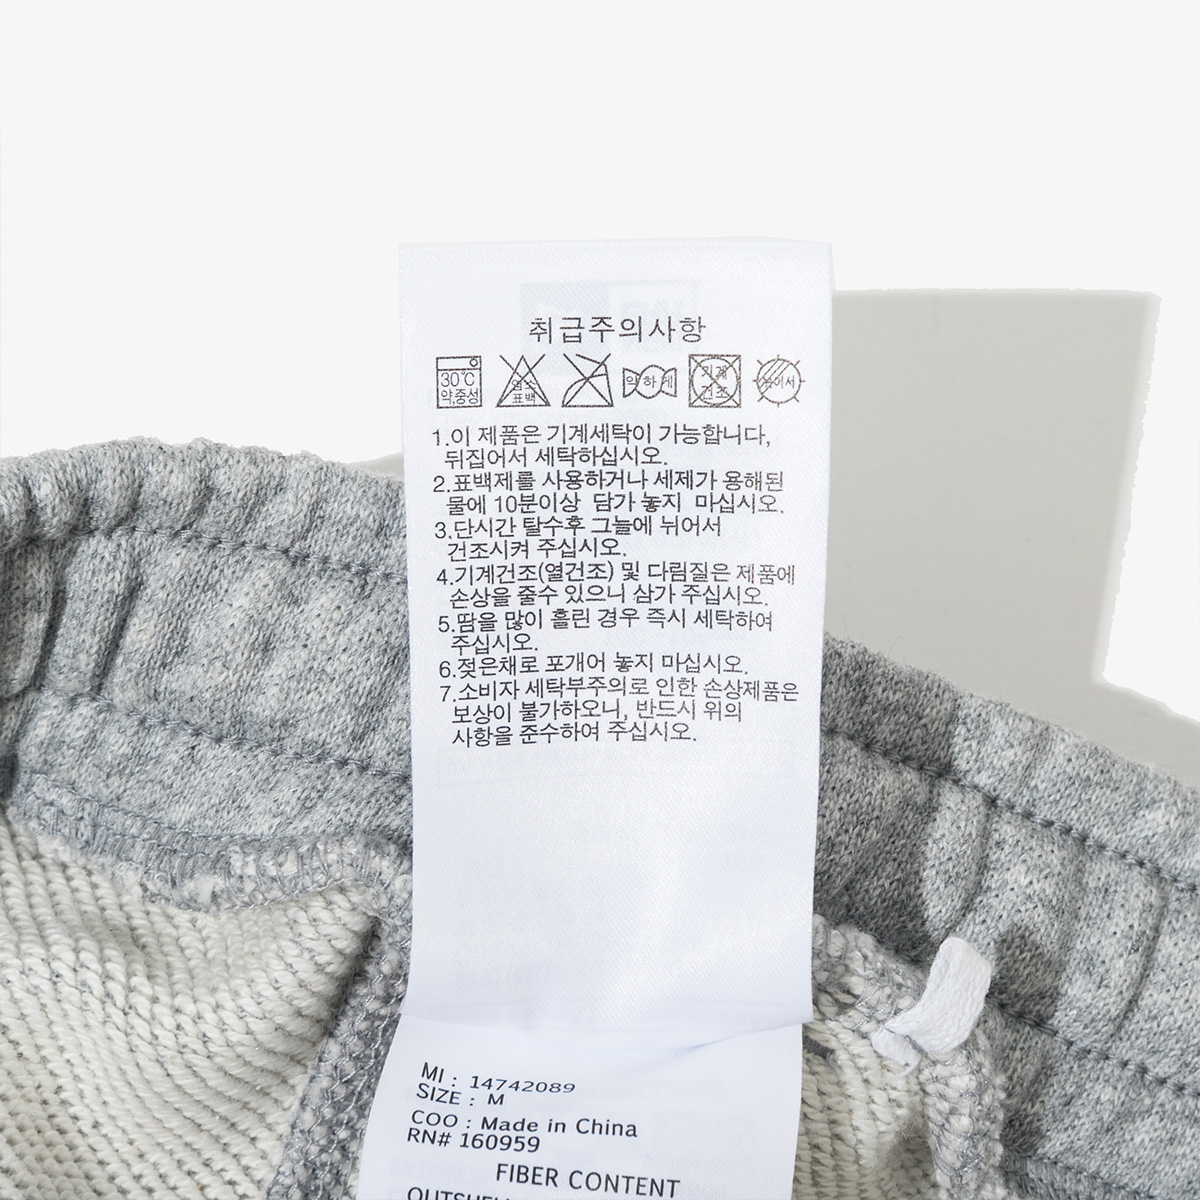 취급주의사항
30℃ 약,중성 염소 표백 약하게 기계 건조 뉘어서
1.이 제품은 기계세탁이 가능합니다,
뒤집어서 세탁하십시오.
2.표백제를 사용하거나 세제가 용해된
물에 10분이상 담가 놓지 마십시오.
3.단시간 탈수후 그늘에 뉘어서
건조시켜 주십시오.
4.기계건조(열건조) 및 다림질은 제품에
손상을 줄수 있으니 삼가 주십시오.
5.땀을 많이 흘린 경우 즉시 세탁하여
주십시오.
6.젖은채로 포개어 놓지 마십시오.
7.소비자 세탁부주의로 인한 손상제품은
보상이 불가하오니, 반드시 위의
사항을 준수하여 주십시오.
MI : 14742089
SIZE : M
COO : Made in China
RN# 160959
FIBER CONTENT